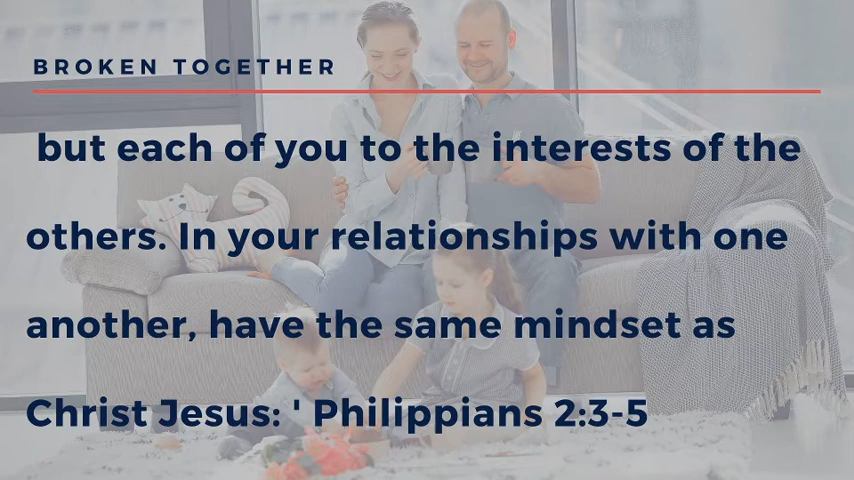 BROKEN TOGETHER
but each of you to the interests of the
others. In your relationships with one
another, have the same mindset as
Christ Jesus: ' Philippians 2:3-5